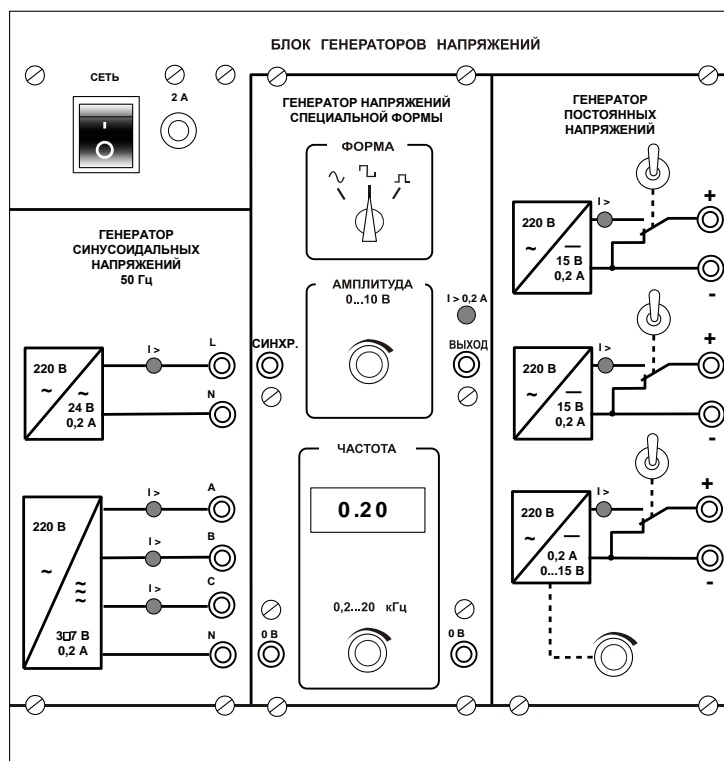 БЛОК ГЕНЕРАТОРОВ НАПРЯЖЕНИЙ
СЕТЬ
2 А
I
O
ГЕНЕРАТОР
СИНУСОИДАЛЬНЫХ
НАПРЯЖЕНИЙ
50 Гц
220 В
~
~
24 В
0,2 А
I >
L
N
220 В
~
3□7 В
0,2 А
I >
I >
I >
A
B
C
N
ГЕНЕРАТОР НАПРЯЖЕНИЙ
СПЕЦИАЛЬНОЙ ФОРМЫ
ФОРМА
АМПЛИТУДА
0...10 В
I > 0,2 А
СИНХР.
ВЫХОД
ЧАСТОТА
0.20
0,2...20 кГц
0 В
0 В
ГЕНЕРАТОР
ПОСТОЯННЫХ
НАПРЯЖЕНИЙ
220 В
~
15 В
0,2 А
I >
+
-
220 В
~
15 В
0,2 А
I >
+
-
220 В
~
0,2 А
0...15 В
I >
+
-